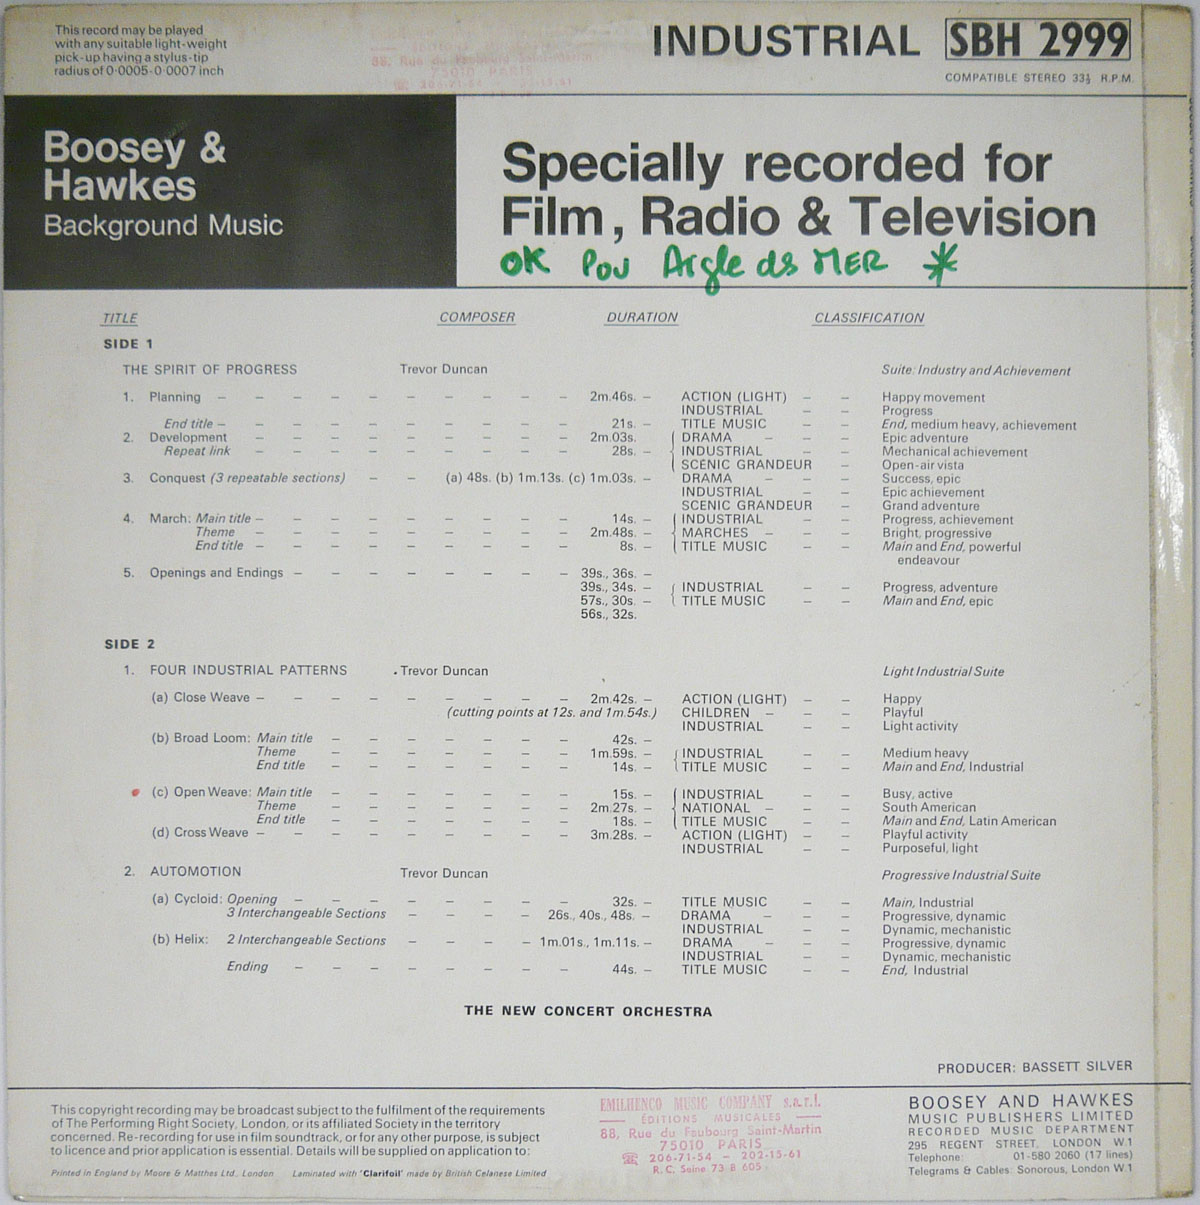 This record may be played
with any suitable light-weight
pick-up having a stylus-tip
radius of 0·0005-0·0007 inch
88, Rue du Faubourg Saint-Martin
75010 PARIS
INDUSTRIAL SBH 2999
COMPATIBLE STEREO 33⅓ R.P.M.
Boosey &
Hawkes
Background Music
Specially recorded for
Film, Radio & Television
OK POU Aigle ds MER *
TITLE COMPOSER DURATION CLASSIFICATION
SIDE 1
THE SPIRIT OF PROGRESS Trevor Duncan Suite: Industry and Achievement
1. Planning – – – – – – – – – – 2m.46s. – ACTION (LIGHT) – – Happy movement
INDUSTRIAL – – Progress
End title – – – – – – – – – – 21s. – TITLE MUSIC – – End, medium heavy, achievement
2. Development – – – – – – – – – 2m.03s. – DRAMA – – Epic adventure
Repeat link – – – – – – – – – 28s. – INDUSTRIAL – – Mechanical achievement
SCENIC GRANDEUR – Open-air vista
3. Conquest (3 repeatable sections) – – (a) 48s. (b) 1m.13s. (c) 1m.03s. – DRAMA – – Success, epic
INDUSTRIAL – – Epic achievement
SCENIC GRANDEUR – Grand adventure
4. March: Main title – – – – – – – – – 14s. – INDUSTRIAL – – Progress, achievement
Theme – – – – – – – – – 2m.48s. – MARCHES – – Bright, progressive
End title – – – – – – – – – 8s. – TITLE MUSIC – – Main and End, powerful
endeavour
5. Openings and Endings – – – – – – – – 39s., 36s. –
39s., 34s. – INDUSTRIAL – – Progress, adventure
57s., 30s. – TITLE MUSIC – – Main and End, epic
56s., 32s.
SIDE 2
1. FOUR INDUSTRIAL PATTERNS Trevor Duncan Light Industrial Suite
(a) Close Weave – – – – – – – – – 2m.42s. – ACTION (LIGHT) – – Happy
(cutting points at 12s. and 1m.54s.) CHILDREN – – Playful
INDUSTRIAL – – Light activity
(b) Broad Loom: Main title – – – – – – – 42s. –
Theme – – – – – – – 1m.59s. – INDUSTRIAL – – Medium heavy
End title – – – – – – – 14s. – TITLE MUSIC – – Main and End, Industrial
(c) Open Weave: Main title – – – – – – – 15s. – INDUSTRIAL – – Busy, active
Theme – – – – – – – 2m.27s. – NATIONAL – – South American
End title – – – – – – – 18s. – TITLE MUSIC – – Main and End, Latin American
(d) Cross Weave – – – – – – – – – 3m.28s. – ACTION (LIGHT) – – Playful activity
INDUSTRIAL – – Purposeful, light
2. AUTOMOTION Trevor Duncan Progressive Industrial Suite
(a) Cycloid: Opening – – – – – – – – 32s. – TITLE MUSIC – – Main, Industrial
3 Interchangeable Sections – – – – 26s., 40s., 48s. – DRAMA – – Progressive, dynamic
INDUSTRIAL – – Dynamic, mechanistic
(b) Helix: 2 Interchangeable Sections – – – – 1m.01s., 1m.11s. – DRAMA – – Progressive, dynamic
INDUSTRIAL – – Dynamic, mechanistic
Ending – – – – – – – – 44s. – TITLE MUSIC – – End, Industrial
THE NEW CONCERT ORCHESTRA
PRODUCER: BASSETT SILVER
This copyright recording may be broadcast subject to the fulfilment of the requirements
of The Performing Right Society, London, or its affiliated Society in the territory
concerned. Re-recording for use in film soundtrack, or for any other purpose, is subject
to licence and prior application is essential. Details will be supplied on application to:
Printed in England by Moore & Matthes Ltd., London Laminated with 'Clarifoil' made by British Celanese Limited
EMILHENCO MUSIC COMPANY s.a.r.l.
ÉDITIONS MUSICALES
88, Rue du Faubourg Saint-Martin
75010 PARIS
☎ 206-71-54 – 202-15-61
R.C. Seine 73 B 605
BOOSEY AND HAWKES
MUSIC PUBLISHERS LIMITED
RECORDED MUSIC DEPARTMENT
295 REGENT STREET, LONDON W.1
Telephone: 01-580 2060 (17 lines)
Telegrams & Cables: Sonorous, London W.1